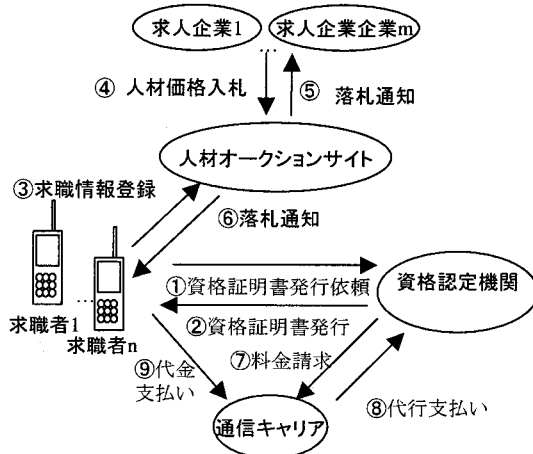 求人企業1
求人企業企業m
…
④ 人材価格入札
⑤ 落札通知
人材オークションサイト
③求職情報登録
⑥落札通知
①資格証明書発行依頼
資格認定機関
…
求職者1
求職者n
②資格証明書発行
⑦料金請求
⑨代金
支払い
⑧代行支払い
通信キャリア